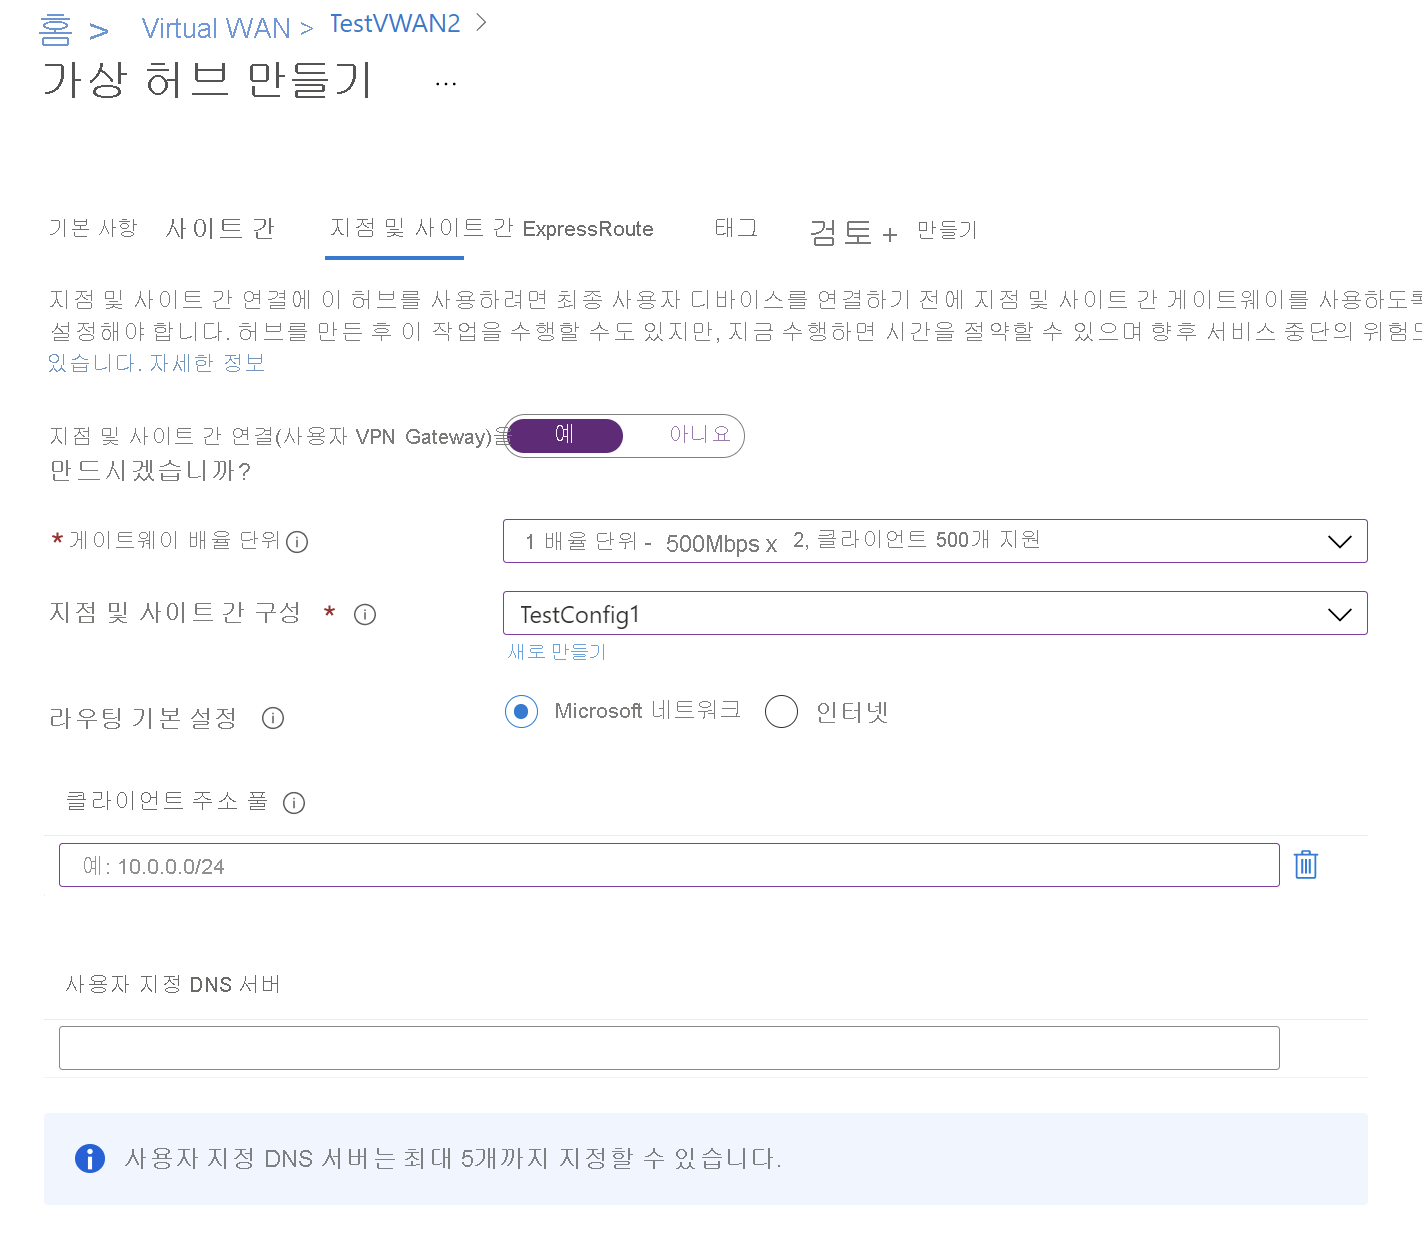 홈 > Virtual WAN > TestVWAN2 >
가상 허브 만들기 ...
기본 사항 사이트 간 지점 및 사이트 간 ExpressRoute 태그 검토 + 만들기
지점 및 사이트 간 연결에 이 허브를 사용하려면 최종 사용자 디바이스를 연결하기 전에 지점 및 사이트 간 게이트웨이를 사용하도록
설정해야 합니다. 허브를 만든 후 이 작업을 수행할 수도 있지만, 지금 수행하면 시간을 절약할 수 있으며 향후 서비스 중단의 위험도
있습니다. 자세한 정보
지점 및 사이트 간 연결(사용자 VPN Gateway)을 예 아니요
만드시겠습니까?
* 게이트웨이 배율 단위 1 배율 단위 - 500Mbps x 2, 클라이언트 500개 지원
지점 및 사이트 간 구성 * TestConfig1
새로 만들기
라우팅 기본 설정 Microsoft 네트워크 인터넷
클라이언트 주소 풀
예: 10.0.0.0/24
사용자 지정 DNS 서버
사용자 지정 DNS 서버는 최대 5개까지 지정할 수 있습니다.